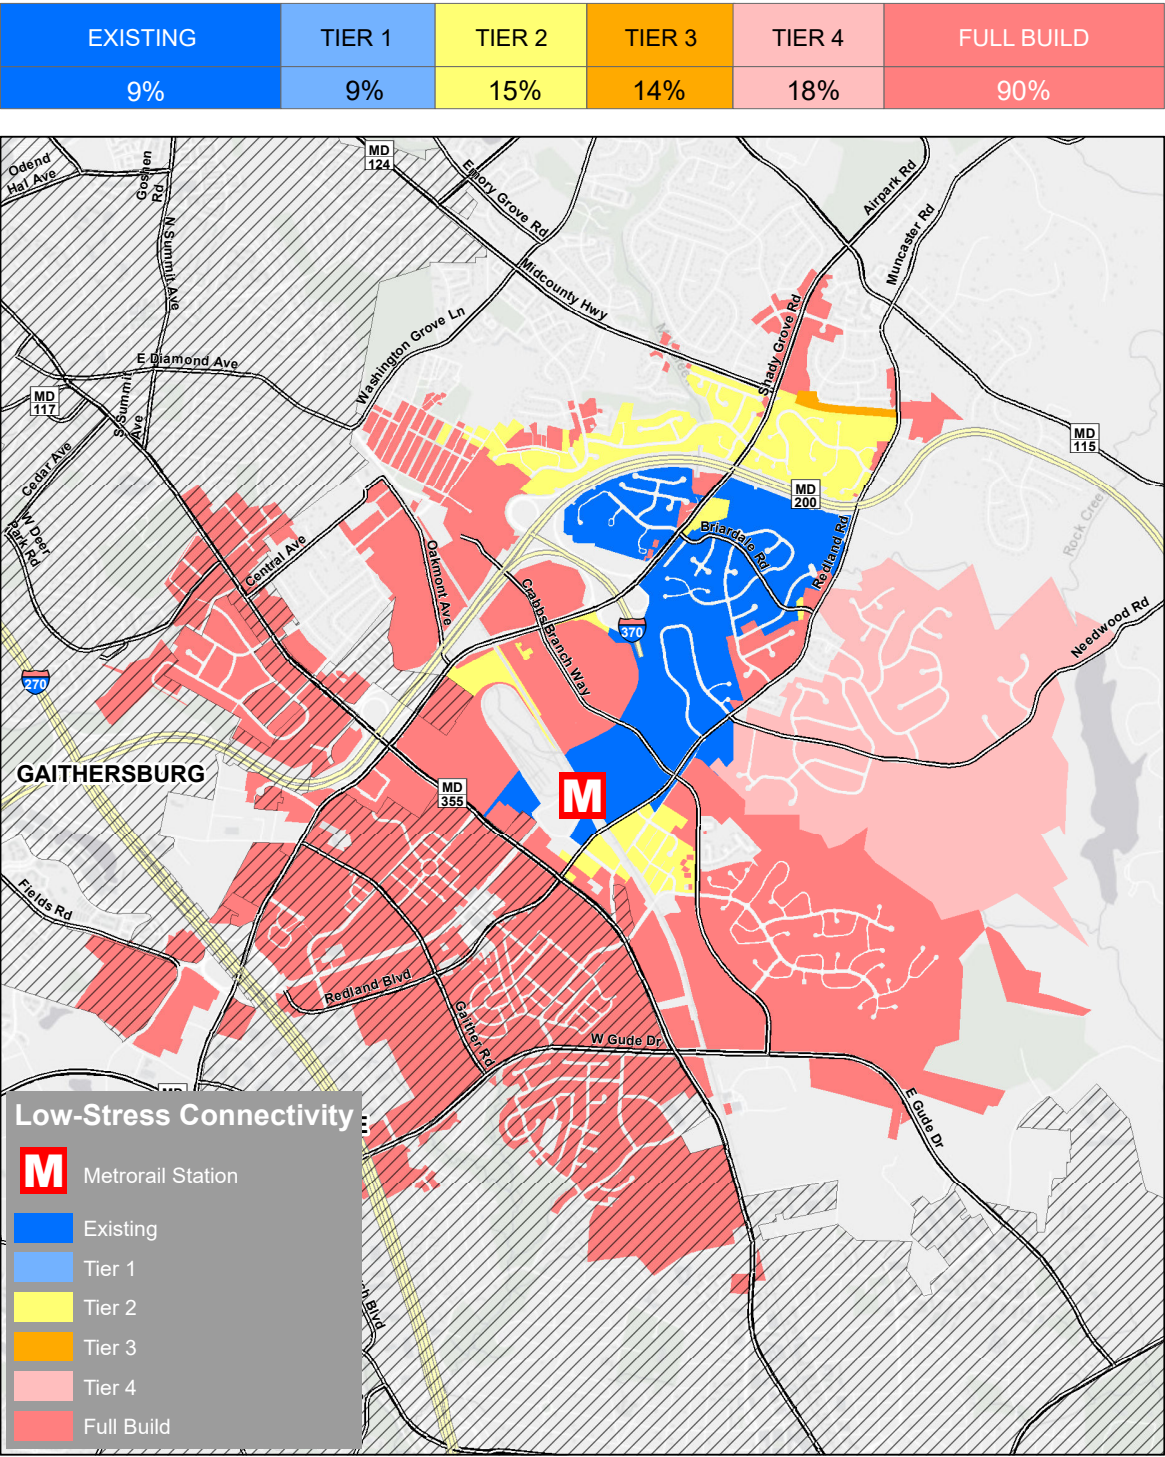 EXISTING TIER 1 TIER 2 TIER 3 TIER 4 FULL BUILD
9% 9% 15% 14% 18% 90%
Odend
Hal Ave
Goshen
Rd
MD
124
Emory Grove Rd
Airpark Rd
Muncaster Rd
N Summit Ave
Midcounty Hwy
Shady Grove Rd
Washington Grove Ln
E Diamond Ave
MD
117
S Summit
Ave
Cedar Ave
MD
115
W Deer
Park Rd
MD
200
Rock Creek
Briardale Rd
Redland Rd
Central Ave
Oakmont Ave
Crabbs Branch Way
370
Needwood Rd
270
GAITHERSBURG
MD
355
M
Fields Rd
Redland Blvd
Gaither Rd
W Gude Dr
E Gude Dr
MD
E
ch Blvd
Low-Stress Connectivity
M Metrorail Station
Existing
Tier 1
Tier 2
Tier 3
Tier 4
Full Build